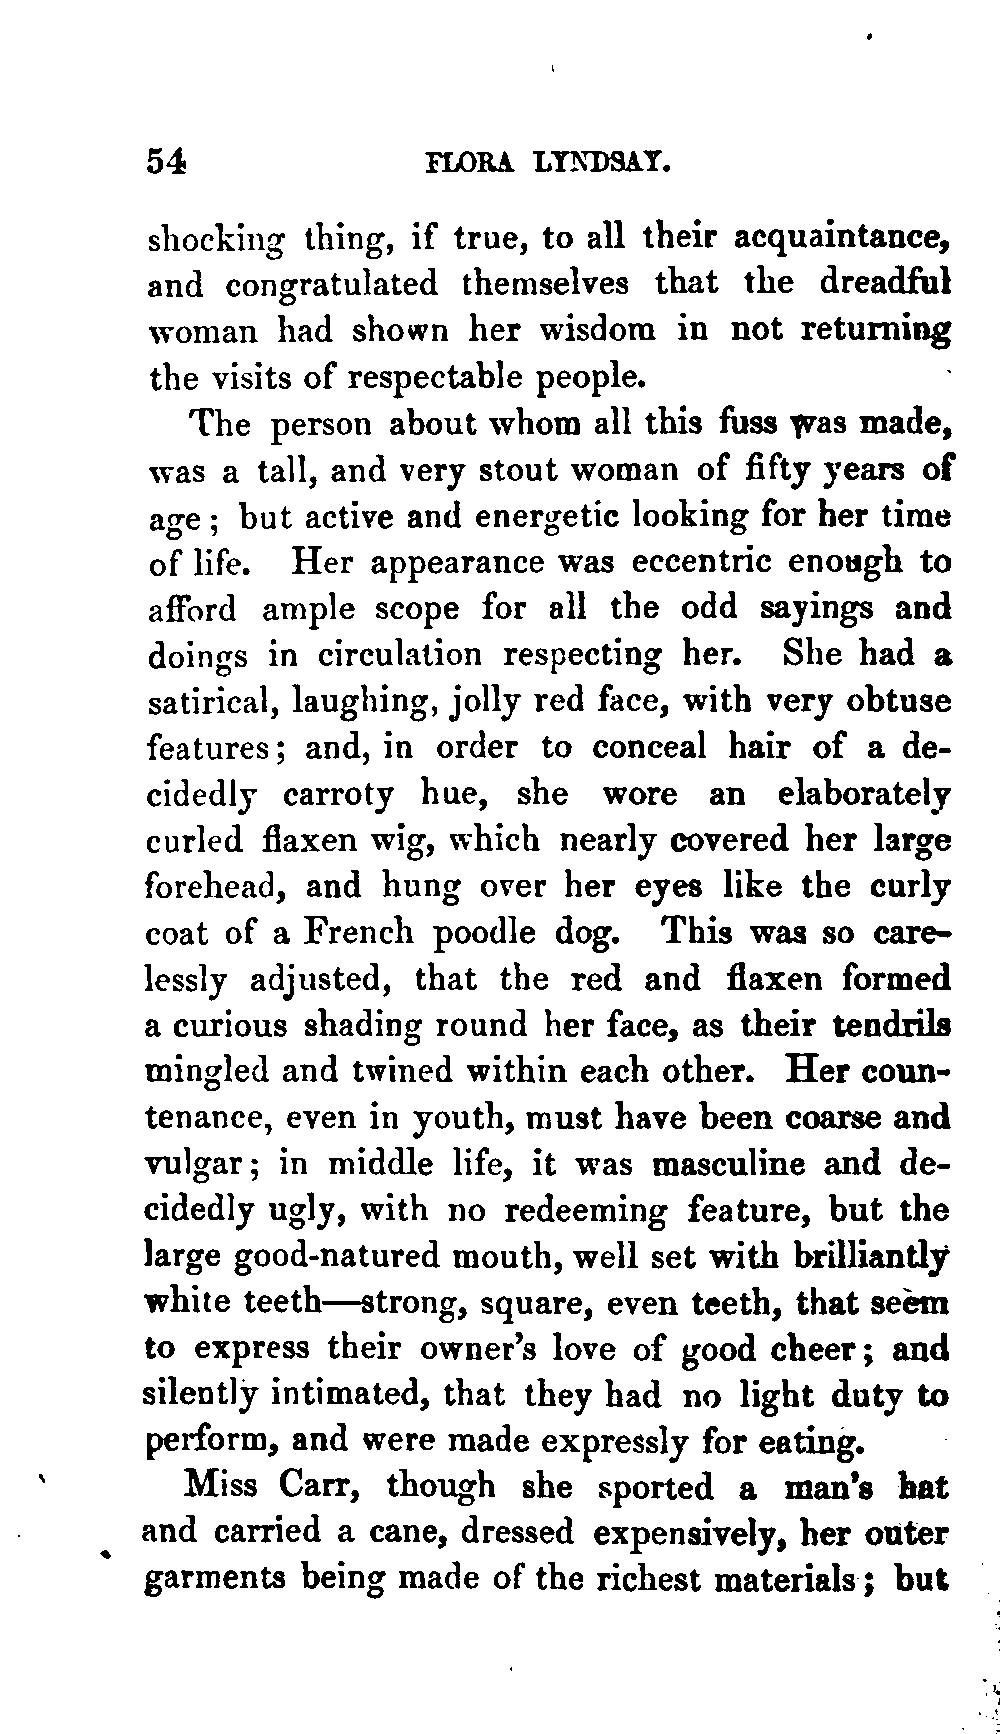 54 FLORA LYNDSAY.
shocking thing, if true, to all their acquaintance,
and congratulated themselves that the dreadful
woman had shown her wisdom in not returning
the visits of respectable people.
The person about whom all this fuss was made,
was a tall, and very stout woman of fifty years of
age; but active and energetic looking for her time
of life. Her appearance was eccentric enough to
afford ample scope for all the odd sayings and
doings in circulation respecting her. She had a
satirical, laughing, jolly red face, with very obtuse
features; and, in order to conceal hair of a de-
cidedly carroty hue, she wore an elaborately
curled flaxen wig, which nearly covered her large
forehead, and hung over her eyes like the curly
coat of a French poodle dog. This was so care-
lessly adjusted, that the red and flaxen formed
a curious shading round her face, as their tendrils
mingled and twined within each other. Her coun-
tenance, even in youth, must have been coarse and
vulgar; in middle life, it was masculine and de-
cidedly ugly, with no redeeming feature, but the
large good-natured mouth, well set with brilliantly
white teeth—strong, square, even teeth, that seem
to express their owner's love of good cheer; and
silently intimated, that they had no light duty to
perform, and were made expressly for eating.
Miss Carr, though she sported a man's hat
and carried a cane, dressed expensively, her outer
garments being made of the richest materials; but